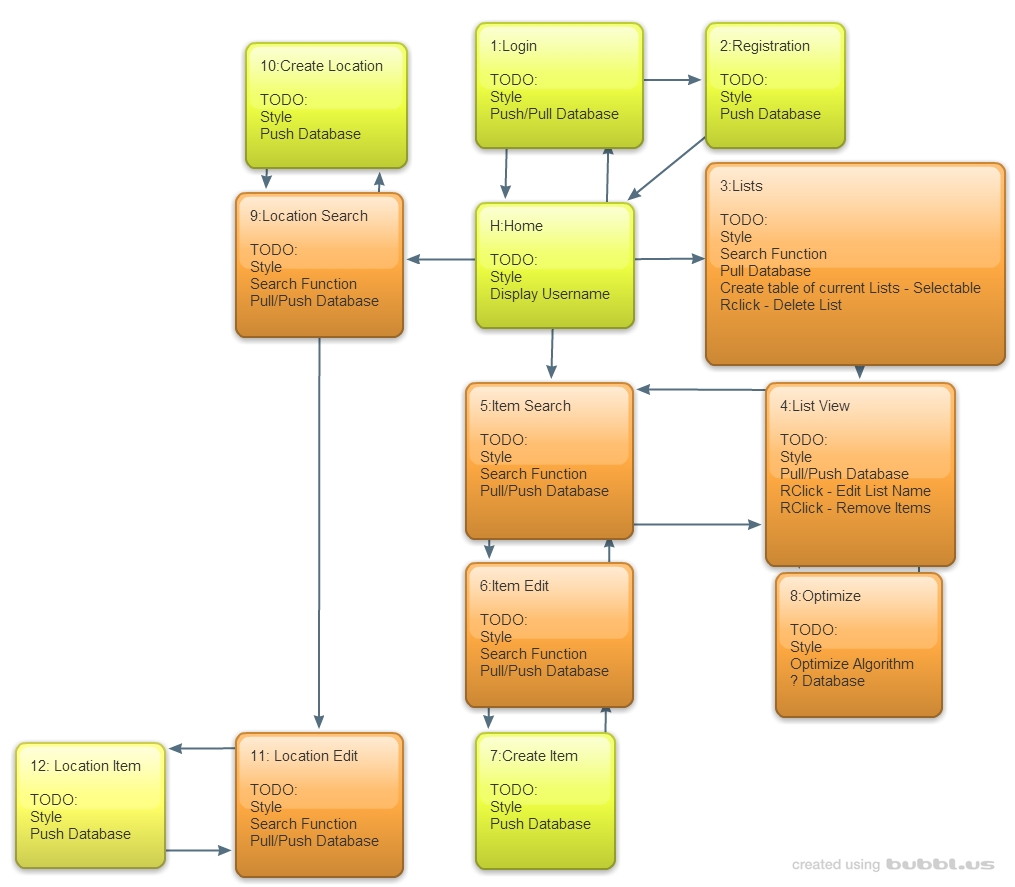 1:Login
TODO:
Style
Push/Pull Database
2:Registration
TODO:
Style
Push Database
10:Create Location
TODO:
Style
Push Database
3:Lists
TODO:
Style
Search Function
Pull Database
Create table of current Lists - Selectable
Rclick - Delete List
9:Location Search
TODO:
Style
Search Function
Pull/Push Database
H:Home
TODO:
Style
Display Username
5:Item Search
TODO:
Style
Search Function
Pull/Push Database
4:List View
TODO:
Style
Pull/Push Database
RClick - Edit List Name
RClick - Remove Items
6:Item Edit
TODO:
Style
Search Function
Pull/Push Database
8:Optimize
TODO:
Style
Optimize Algorithm
? Database
12: Location Item
TODO:
Style
Push Database
11: Location Edit
TODO:
Style
Search Function
Pull/Push Database
7:Create Item
TODO:
Style
Push Database
created using bubbl.us